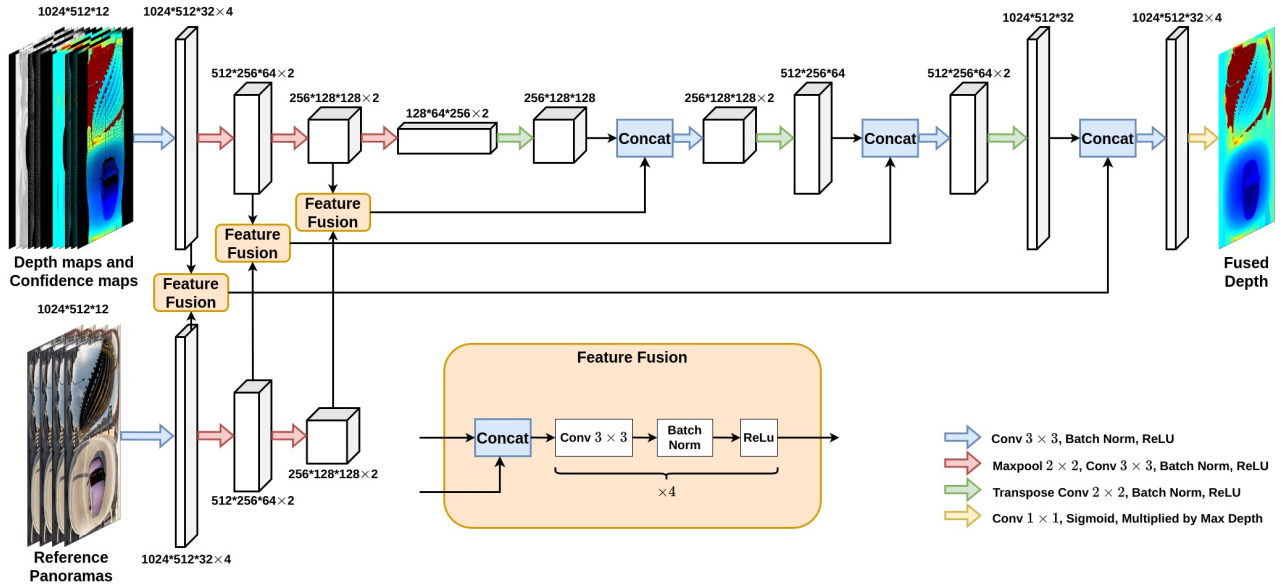 1024*512*12
1024*512*32×4
512*256*64×2
256*128*128×2
128*64*256×2
256*128*128
256*128*128×2
512*256*64
512*256*64×2
1024*512*32
1024*512*32×4
Concat
Concat
Concat
Feature
Fusion
Feature
Fusion
Feature
Fusion
Depth maps and
Confidence maps
Fused
Depth
1024*512*12
Reference
Panoramas
1024*512*32×4
512*256*64×2
256*128*128×2
Feature Fusion
Concat
Conv 3 × 3
Batch
Norm
ReLu
×4
Conv 3 × 3, Batch Norm, ReLU
Maxpool 2 × 2, Conv 3 × 3, Batch Norm, ReLU
Transpose Conv 2 × 2, Batch Norm, ReLU
Conv 1 × 1, Sigmoid, Multiplied by Max Depth